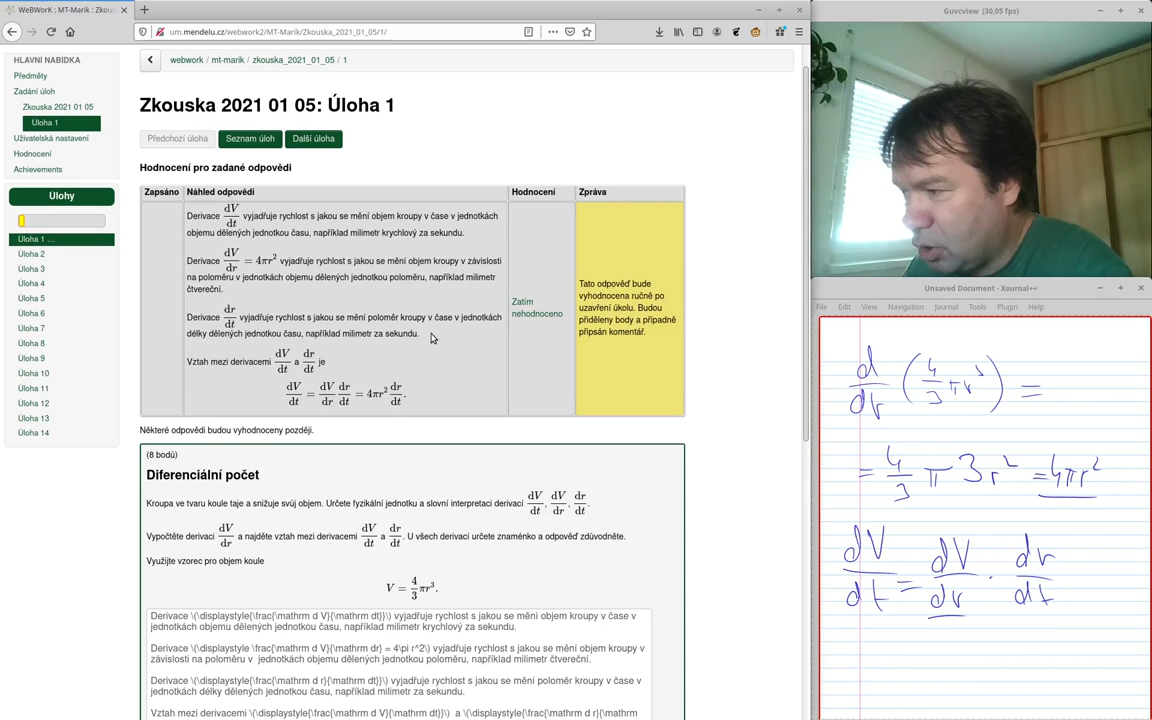 WeBWorK : MT-Marik : Zkous
um.mendelu.cz/webwork2/MT-Marik/Zkouska_2021_01_05/1/
HLAVNÍ NABÍDKA
Předměty
Zadání úloh
Zkouska 2021 01 05
Úloha 1
Uživatelská nastavení
Hodnocení
Achievements
Úlohy
Úloha 1 ...
Úloha 2
Úloha 3
Úloha 4
Úloha 5
Úloha 6
Úloha 7
Úloha 8
Úloha 9
Úloha 10
Úloha 11
Úloha 12
Úloha 13
Úloha 14
webwork / mt-marik / zkouska_2021_01_05 / 1
Zkouska 2021 01 05: Úloha 1
Předchozí úloha Seznam úloh Další úloha
Hodnocení pro zadané odpovědi
Zapsáno Náhled odpovědi Hodnocení Zpráva
Derivace dV/dt vyjadřuje rychlost s jakou se mění objem kroupy v čase v jednotkách
objemu dělených jednotkou času, například milimetr krychlový za sekundu.
Derivace dV/dr = 4πr² vyjadřuje rychlost s jakou se mění objem kroupy v závislosti
na poloměru v jednotkách objemu dělených jednotkou poloměru, například milimetr
čtvereční.
Derivace dr/dt vyjadřuje rychlost s jakou se mění poloměr kroupy v čase v jednotkách
délky dělených jednotkou času, například milimetr za sekundu.
Vztah mezi derivacemi dV/dt a dr/dt je
dV/dt = dV/dr dr/dt = 4πr² dr/dt.
Zatím
nehodnoceno
Tato odpověď bude
vyhodnocena ručně po
uzavření úkolu. Budou
přiděleny body a případně
připsán komentář.
Některé odpovědi budou vyhodnoceny později.
(8 bodů)
Diferenciální počet
Kroupa ve tvaru koule taje a snižuje svůj objem. Určete fyzikální jednotku a slovní interpretaci derivací dV/dt, dV/dr, dr/dt.
Vypočtěte derivaci dV/dr a najděte vztah mezi derivacemi dV/dt a dr/dt. U všech derivací určete znaménko a odpověď zdůvodněte.
Využijte vzorec pro objem koule
V = 4/3 πr³.
Derivace \(\displaystyle{\frac{\mathrm d V}{\mathrm dt}}\) vyjadřuje rychlost s jakou se mění objem kroupy v čase v
jednotkách objemu dělených jednotkou času, například milimetr krychlový za sekundu.
Derivace \(\displaystyle \frac{\mathrm d V}{\mathrm dr} = 4\pi r^2\) vyjadřuje rychlost s jakou se mění objem kroupy v
závislosti na poloměru v  jednotkách objemu dělených jednotkou poloměru, například milimetr čtvereční.
Derivace \(\displaystyle{\frac{\mathrm d r}{\mathrm dt}}\) vyjadřuje rychlost s jakou se mění poloměr kroupy v čase v
jednotkách délky dělených jednotkou času, například milimetr za sekundu.
Vztah mezi derivacemi \(\displaystyle{\frac{\mathrm d V}{\mathrm dt}}\)  a \(\displaystyle{\frac{\mathrm d r}{\mathrm
Guvcview (30,05 fps)
Unsaved Document - Xournal++
File Edit View Navigation Journal Tools Plugin Help
d/dr (4/3 πr³) =
= 4/3 π 3r² = 4πr²
dV/dt = dV/dr · dr/dt